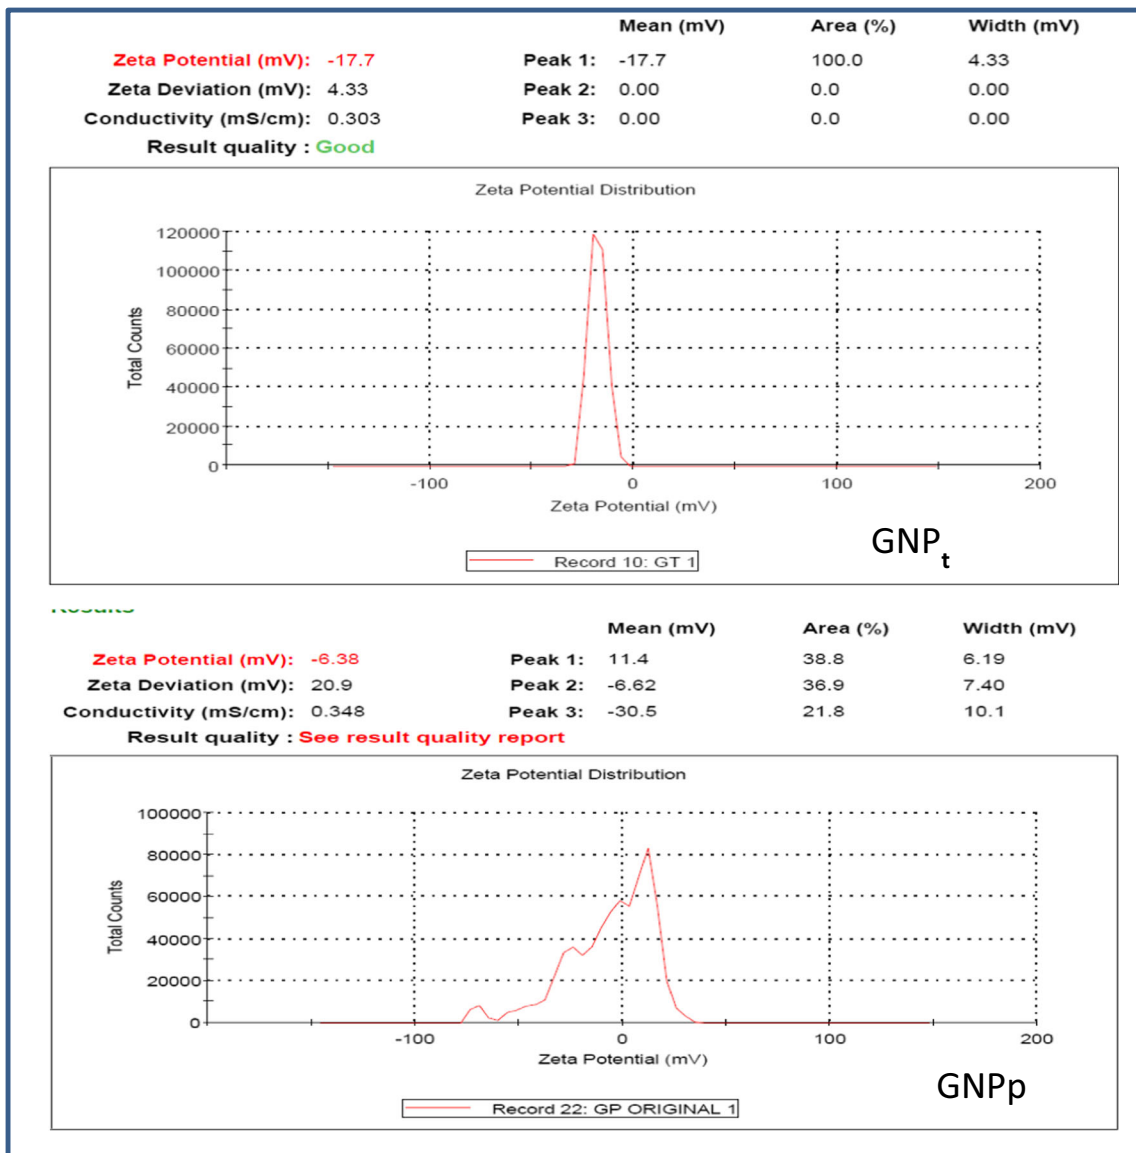 Mean (mV) Area (%) Width (mV)
Zeta Potential (mV): -17.7 Peak 1: -17.7 100.0 4.33
Zeta Deviation (mV): 4.33 Peak 2: 0.00 0.0 0.00
Conductivity (mS/cm): 0.303 Peak 3: 0.00 0.0 0.00
Result quality : Good
Zeta Potential Distribution
120000
100000
80000
60000
40000
20000
0
Total Counts
-100 0 100 200
Zeta Potential (mV)
GNPt
Record 10: GT 1
Results
Mean (mV) Area (%) Width (mV)
Zeta Potential (mV): -6.38 Peak 1: 11.4 38.8 6.19
Zeta Deviation (mV): 20.9 Peak 2: -6.62 36.9 7.40
Conductivity (mS/cm): 0.348 Peak 3: -30.5 21.8 10.1
Result quality : See result quality report
Zeta Potential Distribution
100000
80000
60000
40000
20000
0
Total Counts
-100 0 100 200
Zeta Potential (mV)
GNPp
Record 22: GP ORIGINAL 1